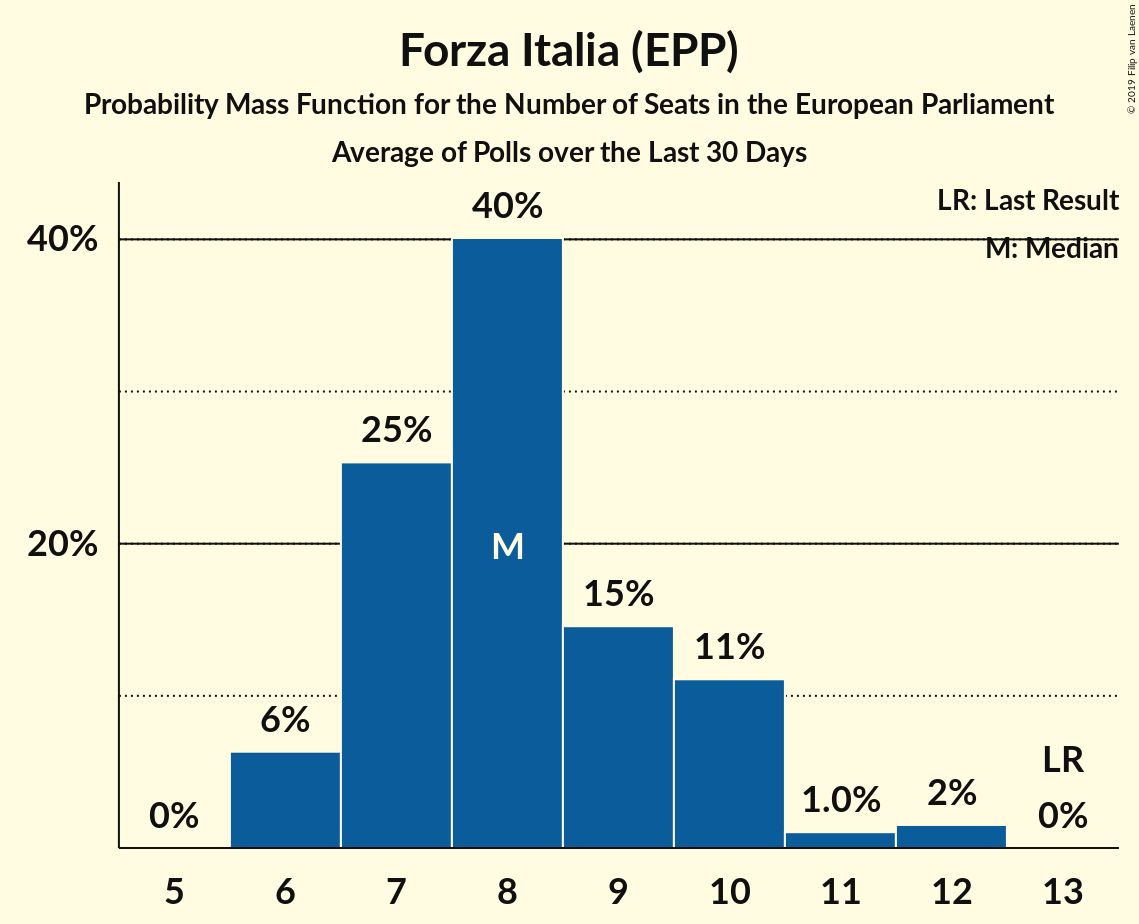 Forza Italia (EPP)
Probability Mass Function for the Number of Seats in the European Parliament
Average of Polls over the Last 30 Days
© 2019 Filip van Laenen
LR: Last Result
M: Median
40%
20%
0%
6%
25%
40%
M
15%
11%
1.0%
2%
LR
0%
5 6 7 8 9 10 11 12 13